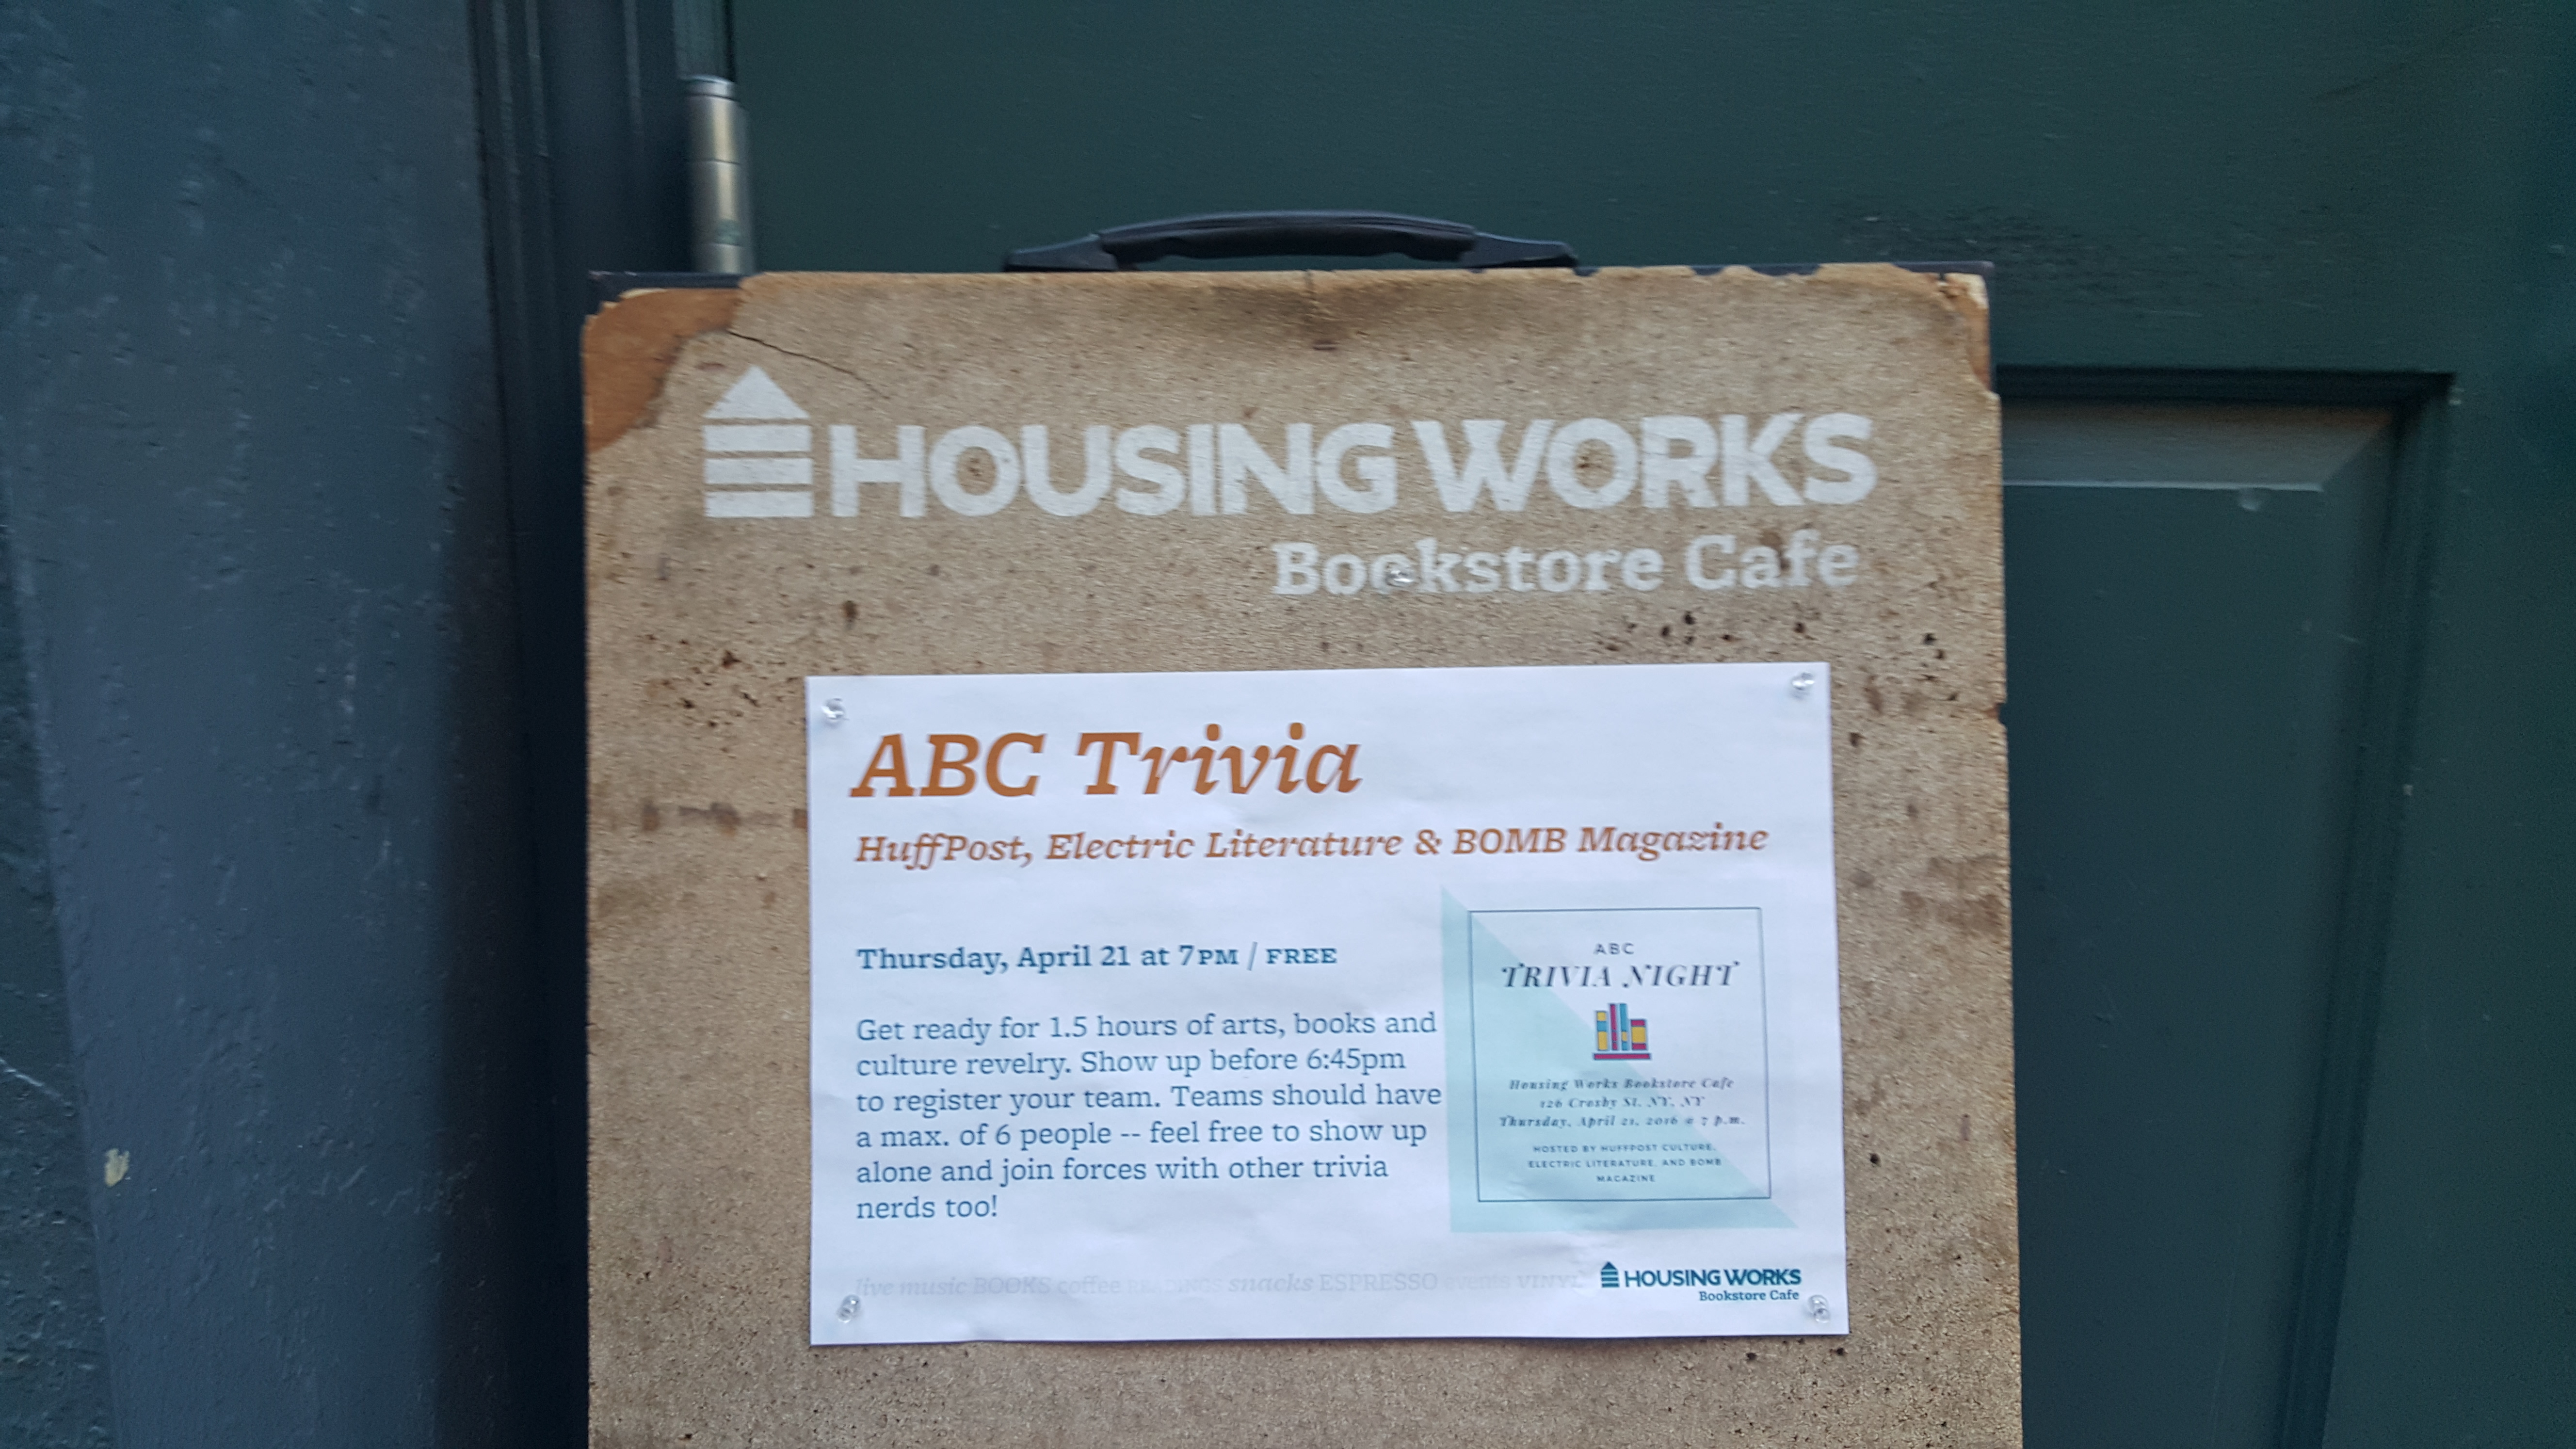 HOUSING WORKS
Bookstore Cafe
ABC Trivia
HuffPost, Electric Literature & BOMB Magazine
Thursday, April 21 at 7PM / FREE
Get ready for 1.5 hours of arts, books and
culture revelry. Show up before 6:45pm
to register your team. Teams should have
a max. of 6 people -- feel free to show up
alone and join forces with other trivia
nerds too!
ABC
TRIVIA NIGHT
Housing Works Bookstore Cafe
126 Crosby St. NY, NY
Thursday, April 21, 2016 @ 7 p.m.
HOSTED BY HUFFPOST CULTURE,
ELECTRIC LITERATURE, AND BOMB
MAGAZINE
live music BOOKS coffee READINGS snacks ESPRESSO events VINYL
HOUSING WORKS
Bookstore Cafe